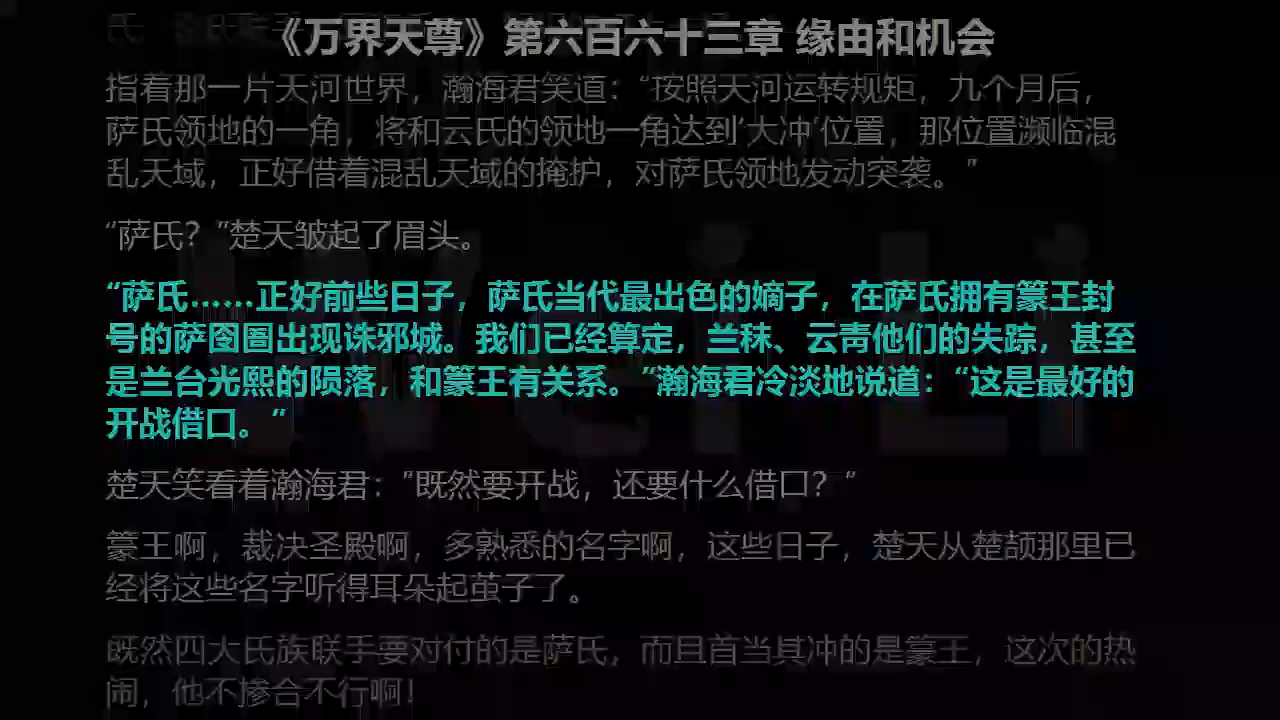 《万界天尊》第六百六十三章 缘由和机会
指着那一片天河世界，瀚海君笑道：“按照天河运转规矩，九个月后，
萨氏领地的一角，将和云氏的领地一角达到‘大冲’位置，那位置濒临混
乱天域，正好借着混乱天域的掩护，对萨氏领地发动突袭。”
“萨氏？”楚天皱起了眉头。
“萨氏……正好前些日子，萨氏当代最出色的嫡子，在萨氏拥有篆王封
号的萨图圖出现诛邪城。我们已经算定，兰秣、云靑他们的失踪，甚至
是兰台光熙的陨落，和篆王有关系。”瀚海君冷淡地说道：“这是最好的
开战借口。”
楚天笑看着瀚海君：“既然要开战，还要什么借口？”
篆王啊，裁决圣殿啊，多熟悉的名字啊，这些日子，楚天从楚颉那里已
经将这些名字听得耳朵起茧子了。
既然四大氏族联手要对付的是萨氏，而且首当其冲的是篆王，这次的热
闹，他不掺合不行啊！